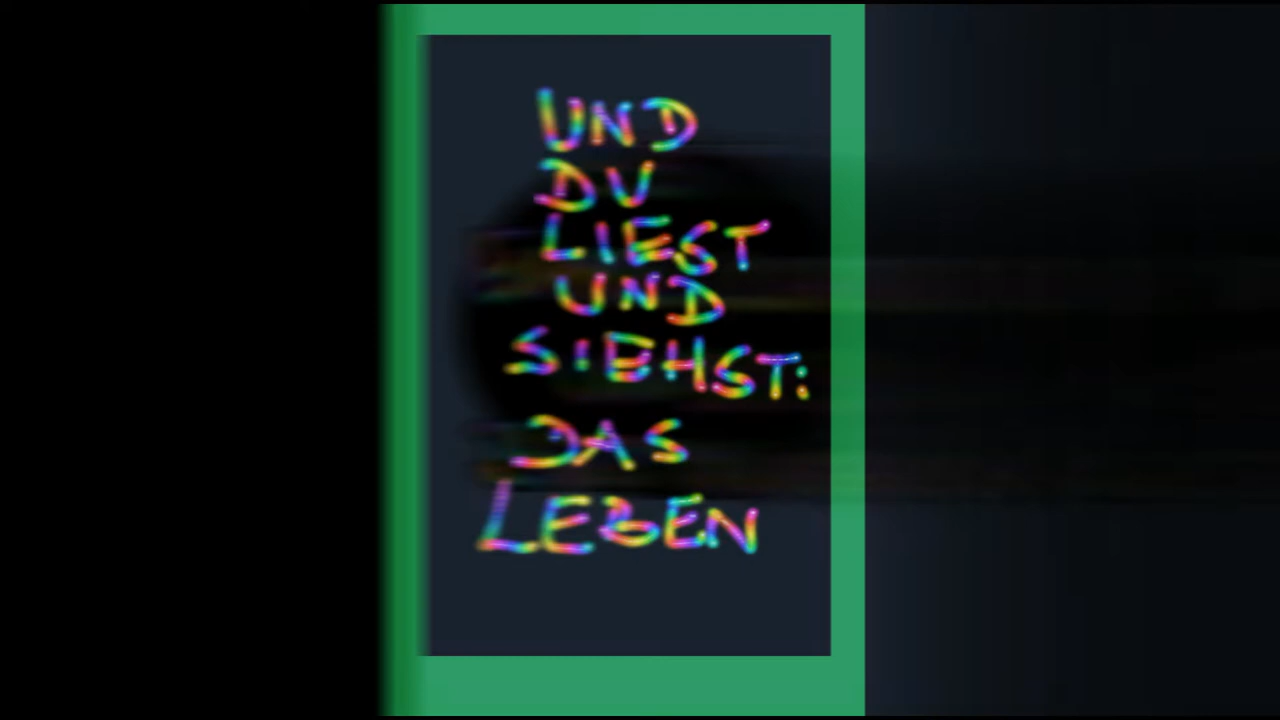 UND
DU
LIEST
UND
SIEHST:
DAS
LEBEN